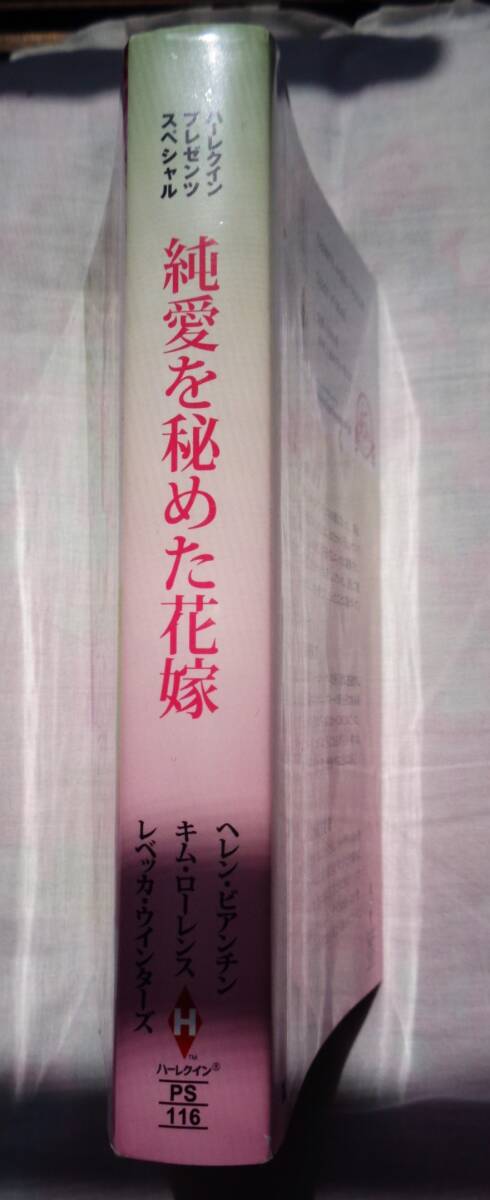 ハーレクイン
プレゼンツ
スペシャル
純愛を秘めた花嫁
ヘレン・ビアンチン
キム・ローレンス
レベッカ・ウインターズ
H
TM
ハーレクイン®
PS
116